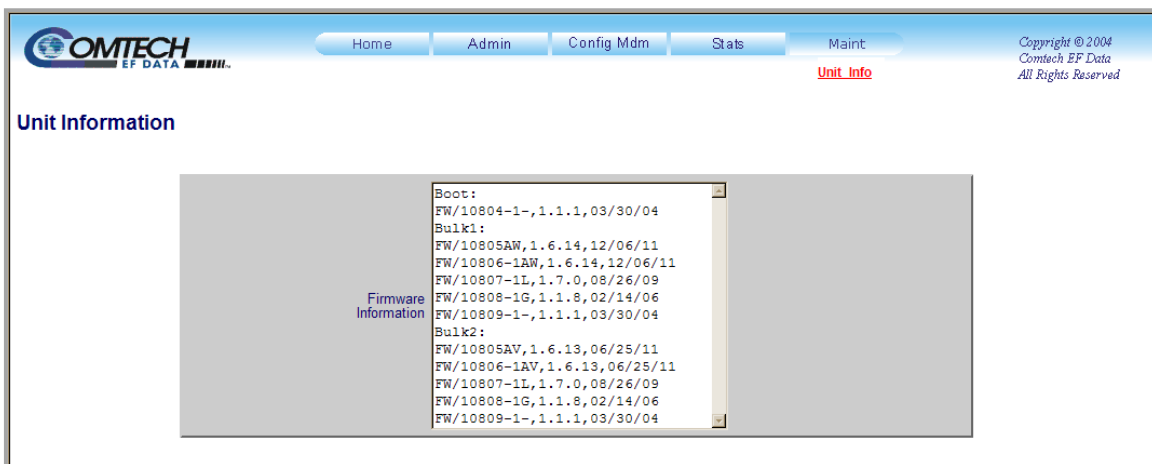 COMTECH
EF DATA
Home Admin Config Mdm Stats Maint
Unit Info
Copyright © 2004
Comtech EF Data
All Rights Reserved
Unit Information
Firmware
Information
Boot:
FW/10804-1-,1.1.1,03/30/04
Bulk1:
FW/10805AW,1.6.14,12/06/11
FW/10806-1AW,1.6.14,12/06/11
FW/10807-1L,1.7.0,08/26/09
FW/10808-1G,1.1.8,02/14/06
FW/10809-1-,1.1.1,03/30/04
Bulk2:
FW/10805AV,1.6.13,06/25/11
FW/10806-1AV,1.6.13,06/25/11
FW/10807-1L,1.7.0,08/26/09
FW/10808-1G,1.1.8,02/14/06
FW/10809-1-,1.1.1,03/30/04